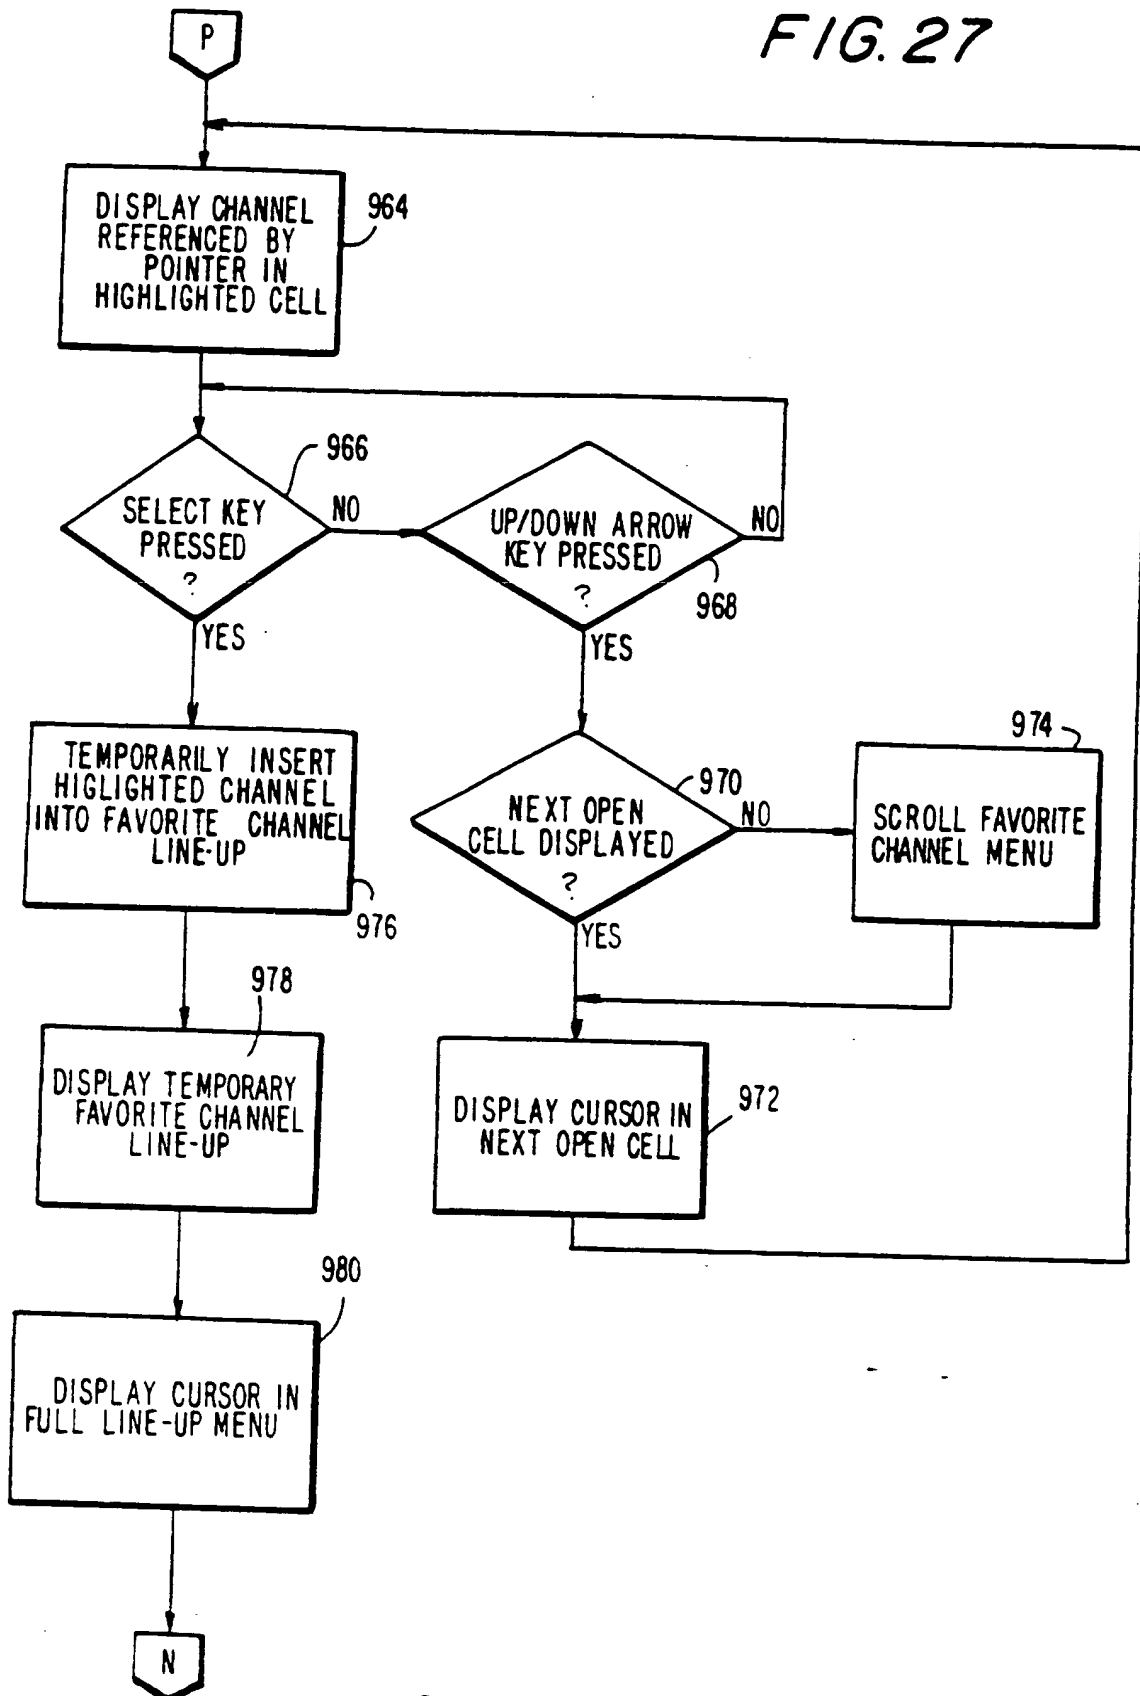 FIG. 27
P
DISPLAY CHANNEL
REFERENCED BY
POINTER IN
HIGHLIGHTED CELL
964
966
SELECT KEY
PRESSED
?
NO
YES
UP/DOWN ARROW
KEY PRESSED
?
NO
968
YES
TEMPORARILY INSERT
HIGLIGHTED CHANNEL
INTO FAVORITE CHANNEL
LINE-UP
976
970
NEXT OPEN
CELL DISPLAYED
?
NO
YES
974
SCROLL FAVORITE
CHANNEL MENU
978
DISPLAY TEMPORARY
FAVORITE CHANNEL
LINE-UP
DISPLAY CURSOR IN
NEXT OPEN CELL
972
980
DISPLAY CURSOR IN
FULL LINE-UP MENU
N